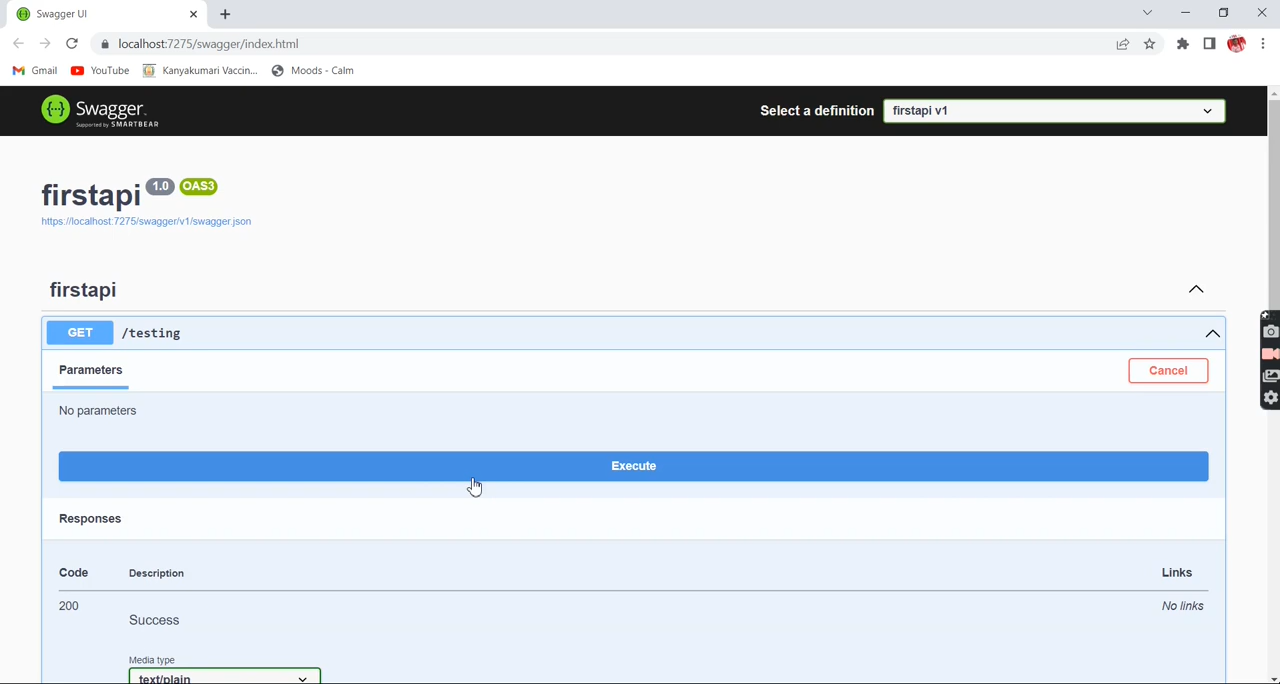 Swagger UI
localhost:7275/swagger/index.html
Gmail YouTube Kanyakumari Vaccin... Moods - Calm
Swagger Select a definition firstapi v1
Supported by SMARTBEAR
firstapi 1.0 OAS3
https://localhost:7275/swagger/v1/swagger.json
firstapi
GET /testing
Parameters Cancel
No parameters
Execute
Responses
Code Description Links
200 No links
Success
Media type
text/plain